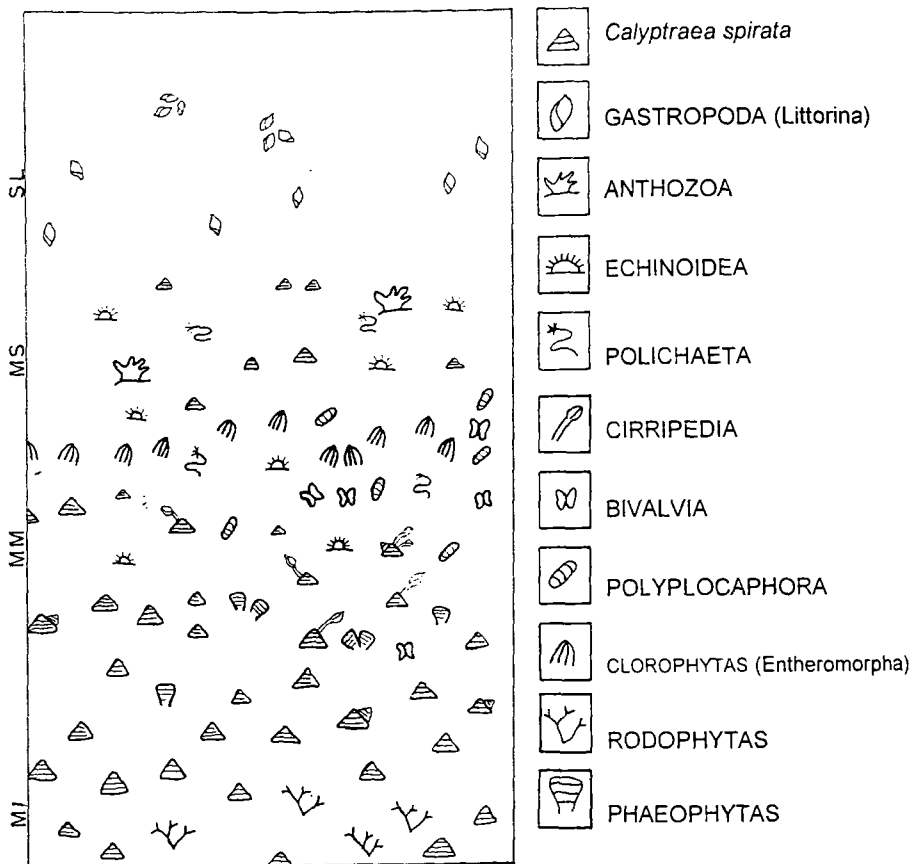 Calyptraea spirata
GASTROPODA (Littorina)
ANTHOZOA
ECHINOIDEA
POLICHAETA
CIRRIPEDIA
BIVALVIA
POLYPLOCAPHORA
CLOROPHYTAS (Entheromorpha)
RODOPHYTAS
PHAEOPHYTAS
SL
MS
MM
MI